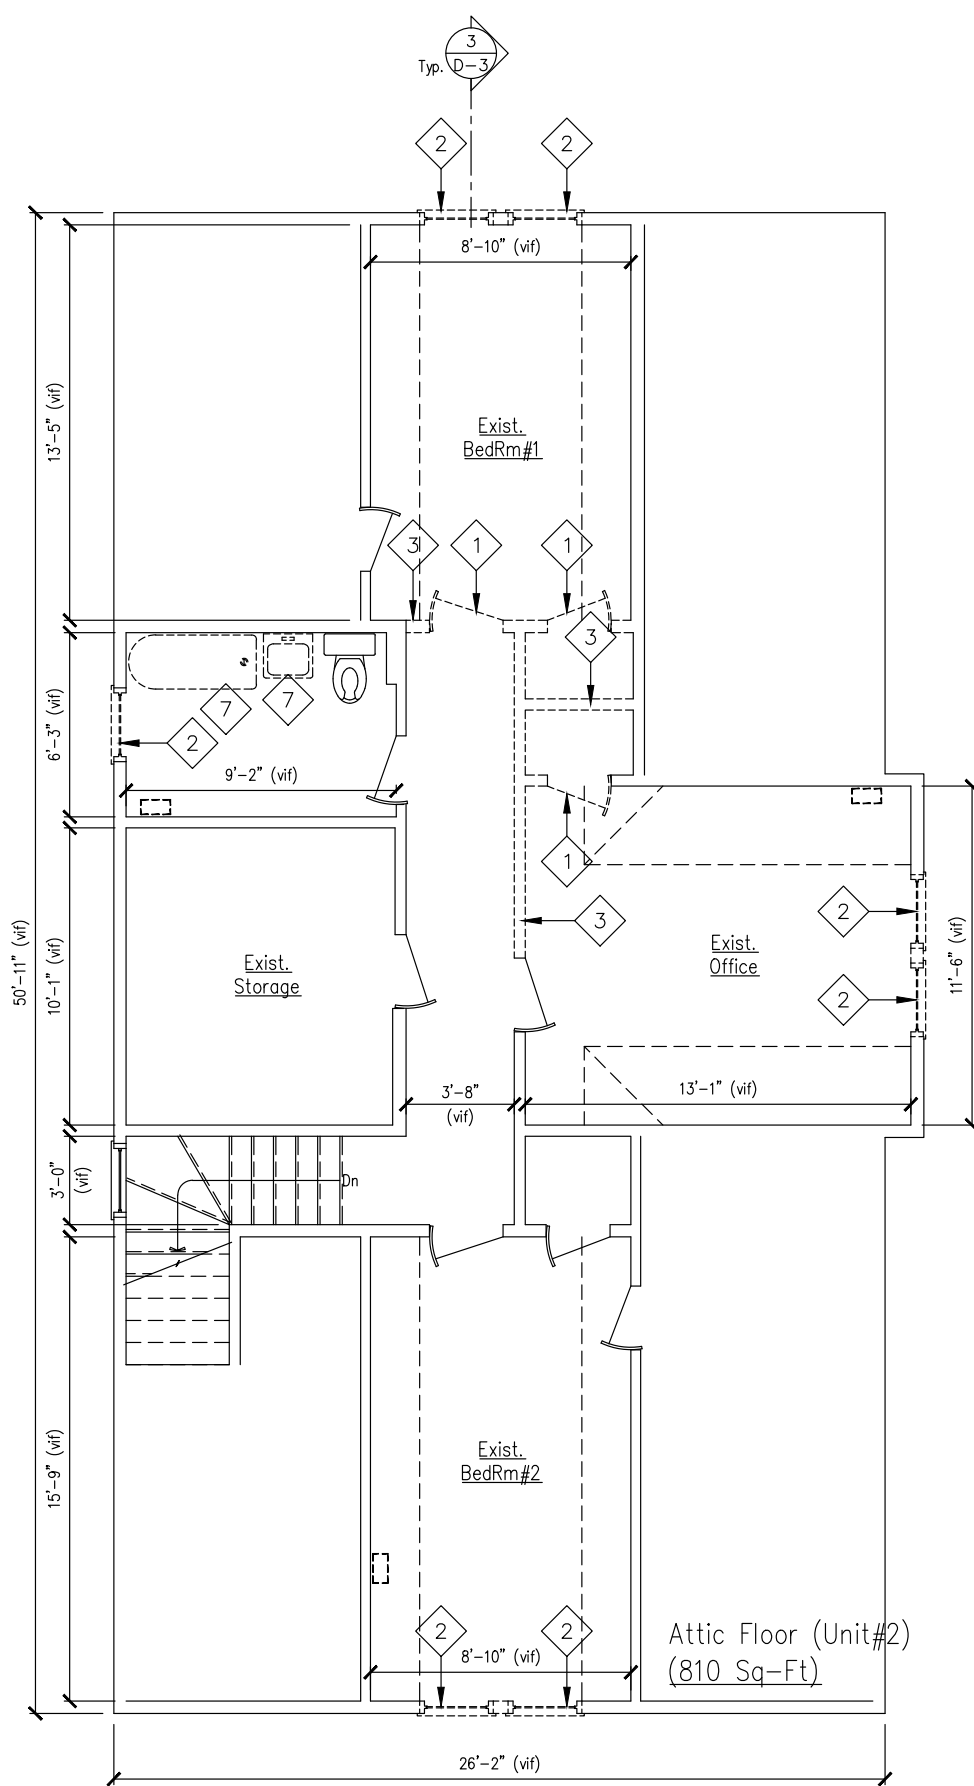 3
Typ. D-3
2
2
8'-10" (vif)
13'-5" (vif)
Exist.
BedRm#1
3
1
1
3
6'-3" (vif)
7
7
2
9'-2" (vif)
1
3
2
50'-11" (vif)
10'-1" (vif)
Exist.
Storage
Exist.
Office
11'-6" (vif)
2
3'-8"
(vif)
13'-1" (vif)
3'-0"
(vif)
Dn
15'-9" (vif)
Exist.
BedRm#2
2
2
8'-10" (vif)
Attic Floor (Unit#2)
(810 Sq-Ft)
26'-2" (vif)